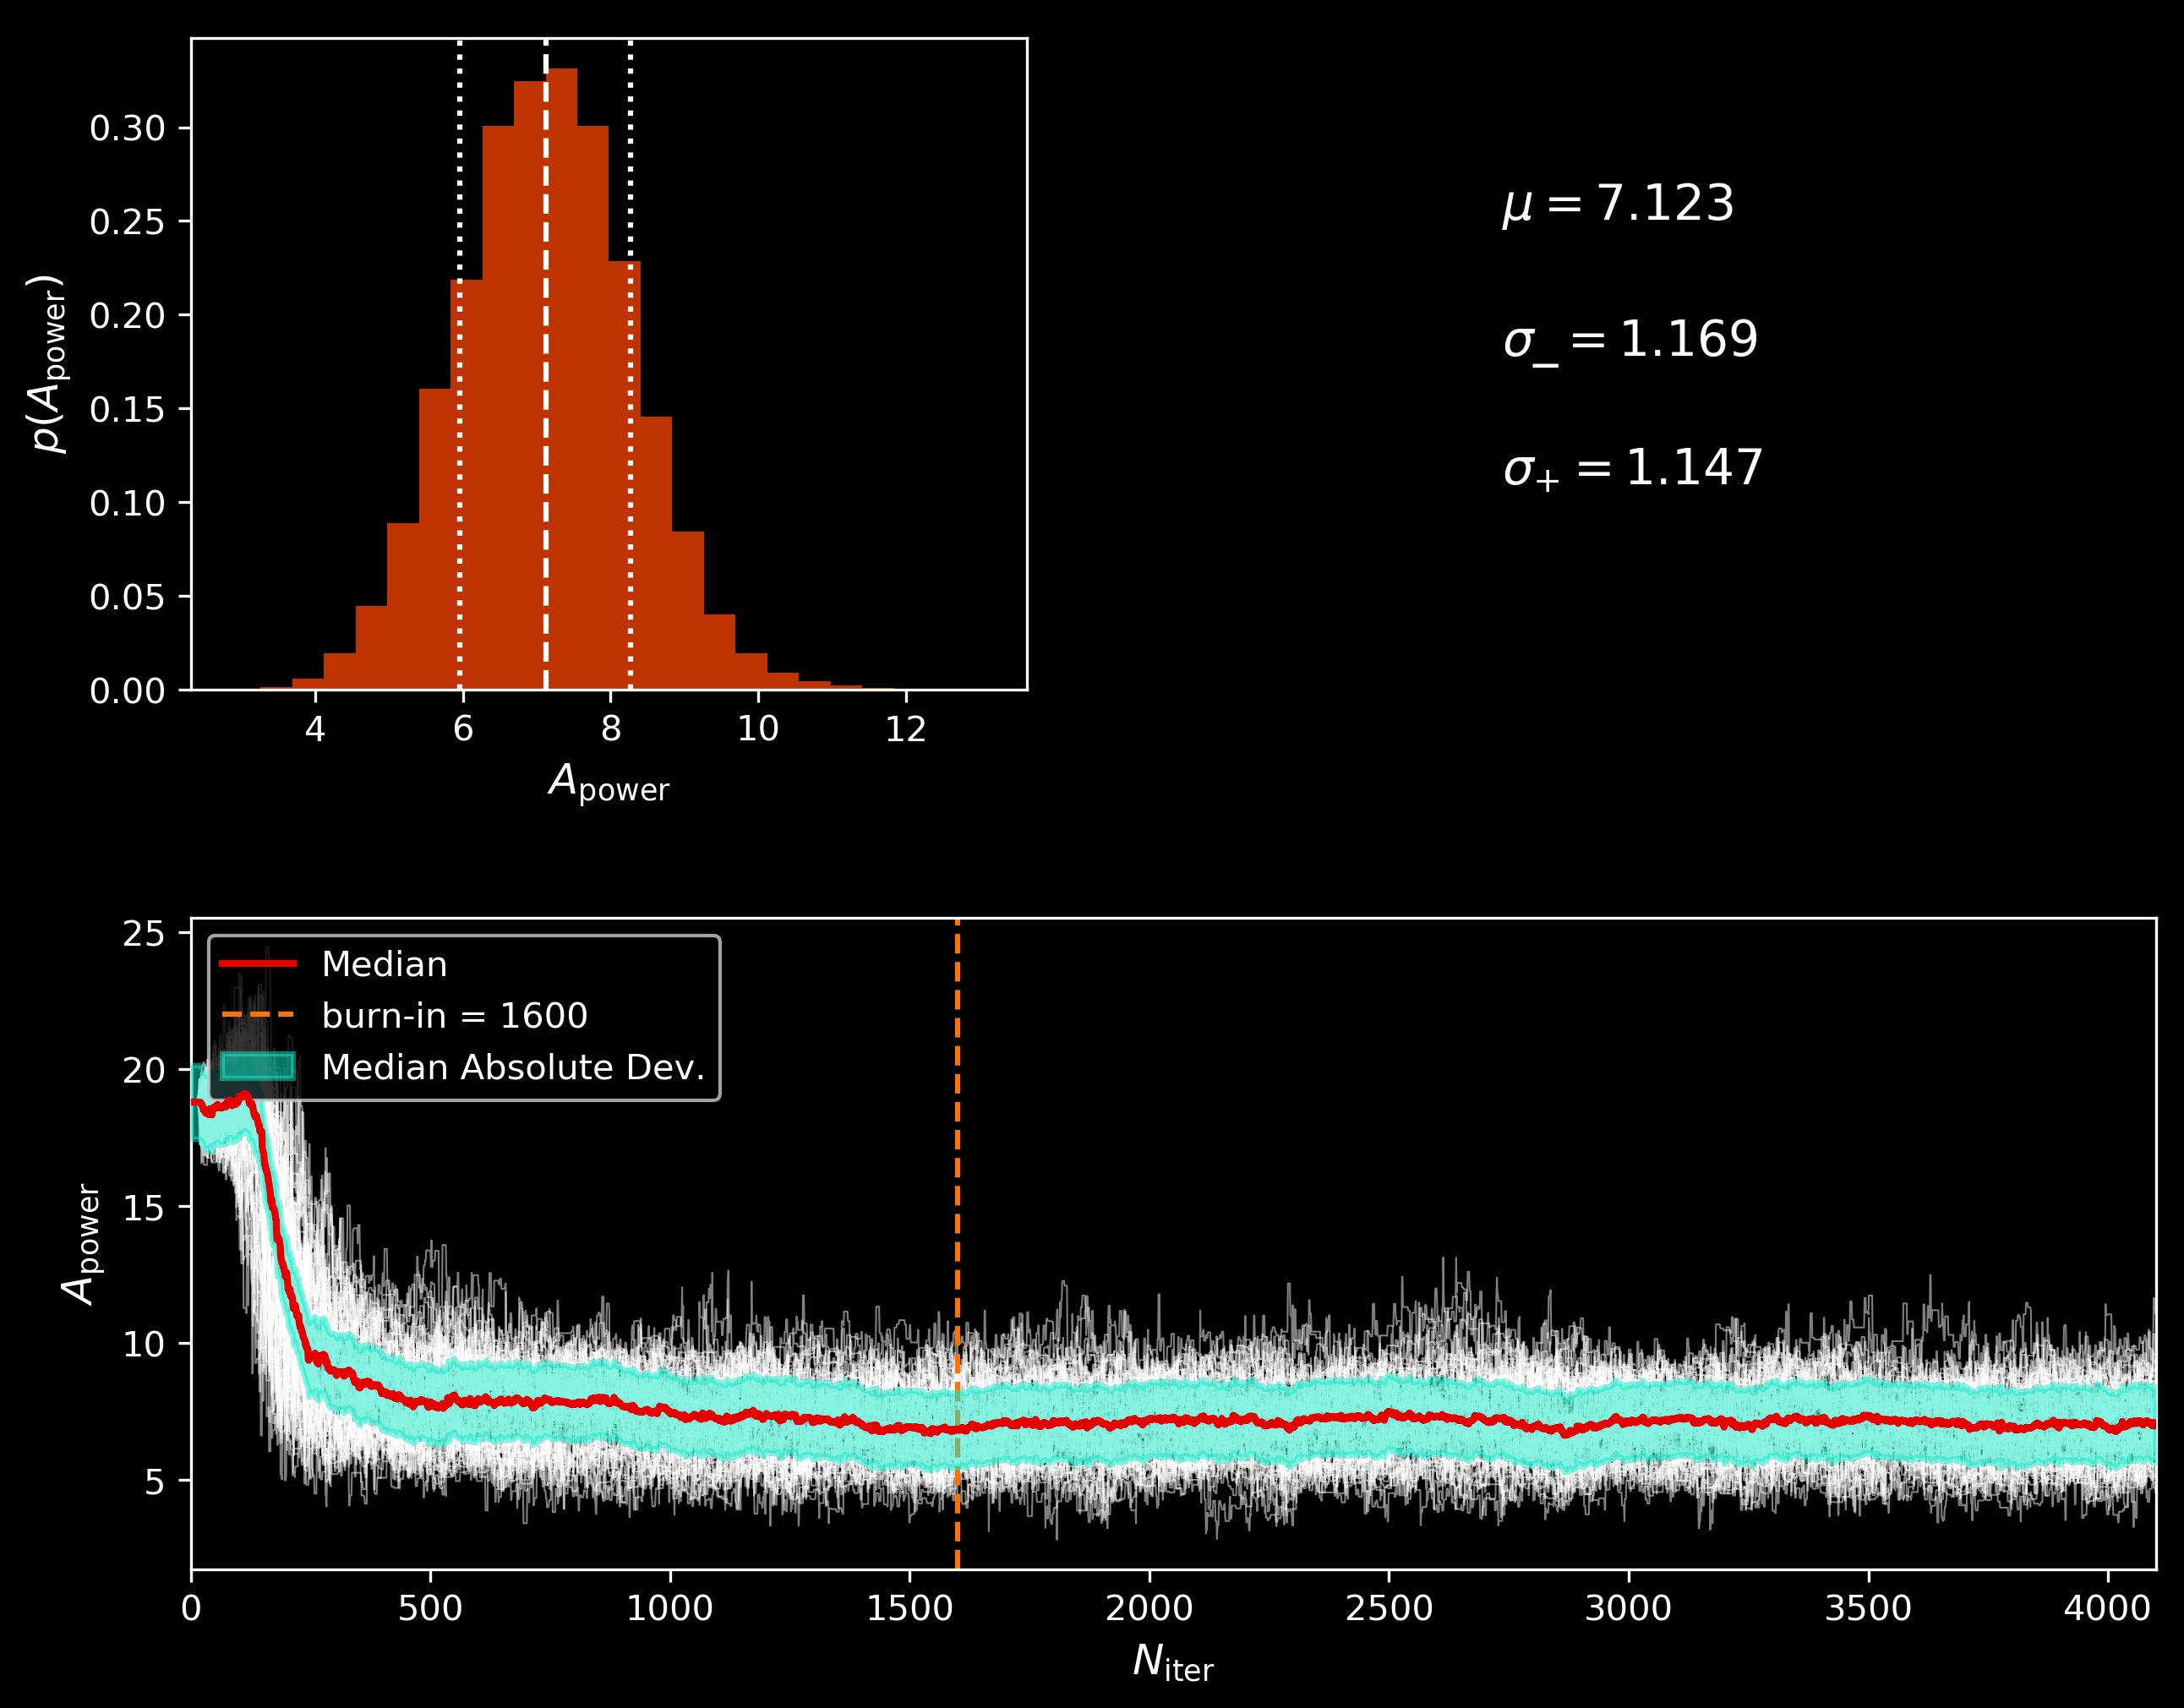 0.30
0.25
0.20
0.15
0.10
0.05
0.00
p(A_power)
4 6 8 10 12
A_power
μ = 7.123
σ_− = 1.169
σ_+ = 1.147
25
20
15
10
5
A_power
Median
burn-in = 1600
Median Absolute Dev.
0 500 1000 1500 2000 2500 3000 3500 4000
N_iter